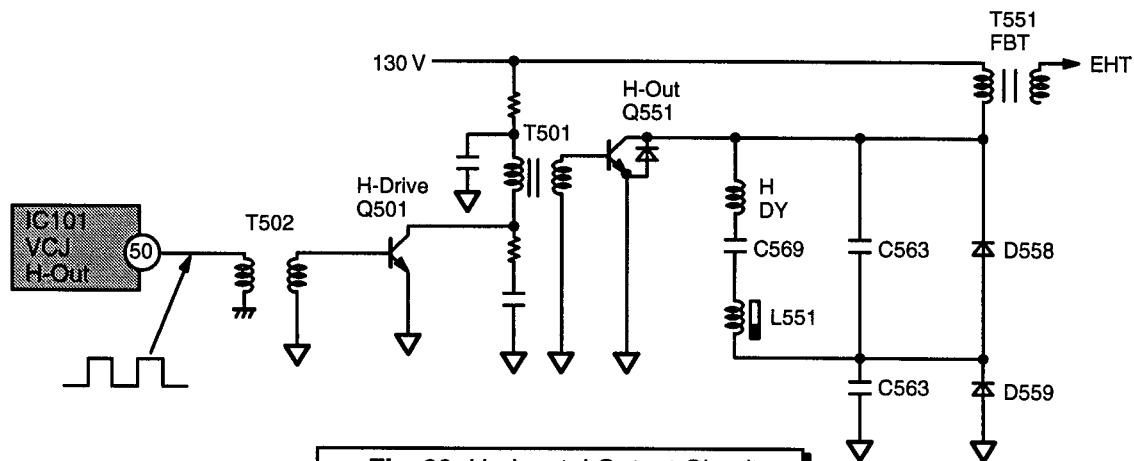 T551
FBT
EHT
130 V
H-Out
Q551
T501
H-Drive
Q501
H
DY
IC101
VCJ
H-Out
50
T502
C569
C563
D558
L551
C563
D559